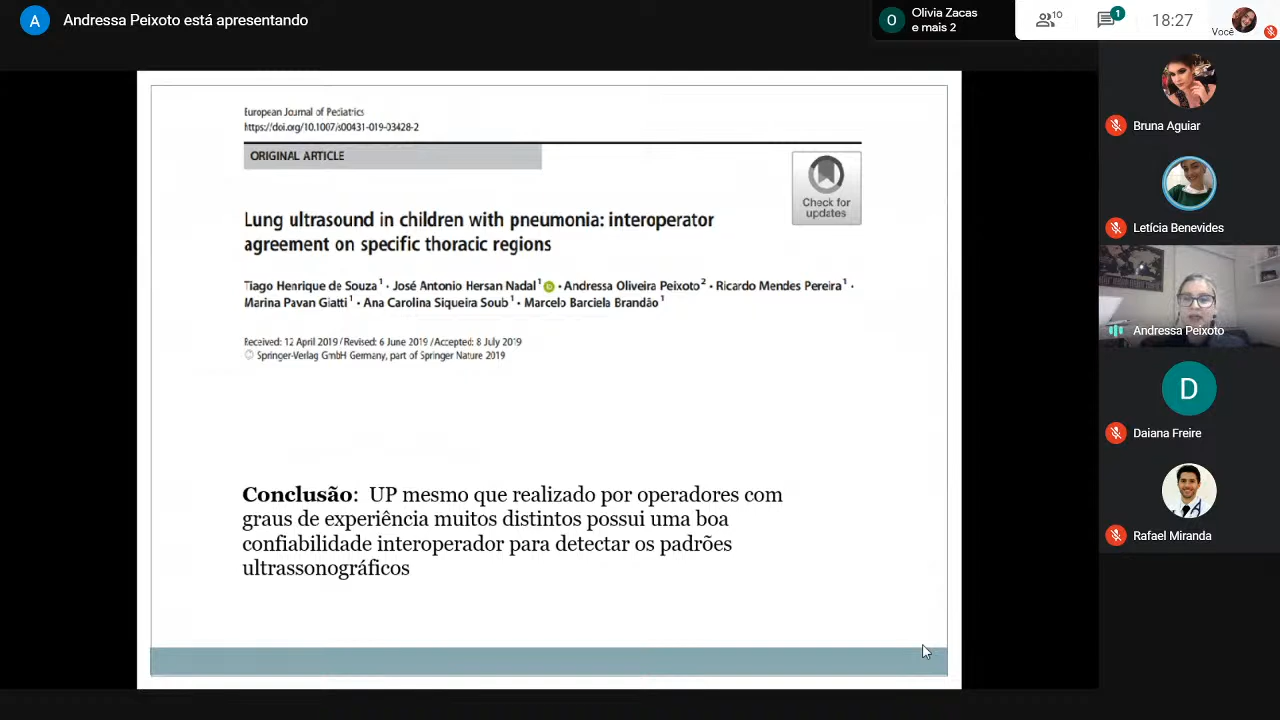 A Andressa Peixoto está apresentando
O Olivia Zacas
e mais 2
10
1
18:27
Você
European Journal of Pediatrics
https://doi.org/10.1007/s00431-019-03428-2
ORIGINAL ARTICLE
Check for
updates
Lung ultrasound in children with pneumonia: interoperator
agreement on specific thoracic regions
Tiago Henrique de Souza1 · José Antonio Hersan Nadal1 · Andressa Oliveira Peixoto2 · Ricardo Mendes Pereira1 ·
Marina Pavan Giatti1 · Ana Carolina Siqueira Soub1 · Marcelo Barciela Brandão1
Received: 12 April 2019 / Revised: 6 June 2019 / Accepted: 8 July 2019
© Springer-Verlag GmbH Germany, part of Springer Nature 2019
Conclusão: UP mesmo que realizado por operadores com
graus de experiência muitos distintos possui uma boa
confiabilidade interoperador para detectar os padrões
ultrassonográficos
Bruna Aguiar
Letícia Benevides
Andressa Peixoto
D
Daiana Freire
Rafael Miranda